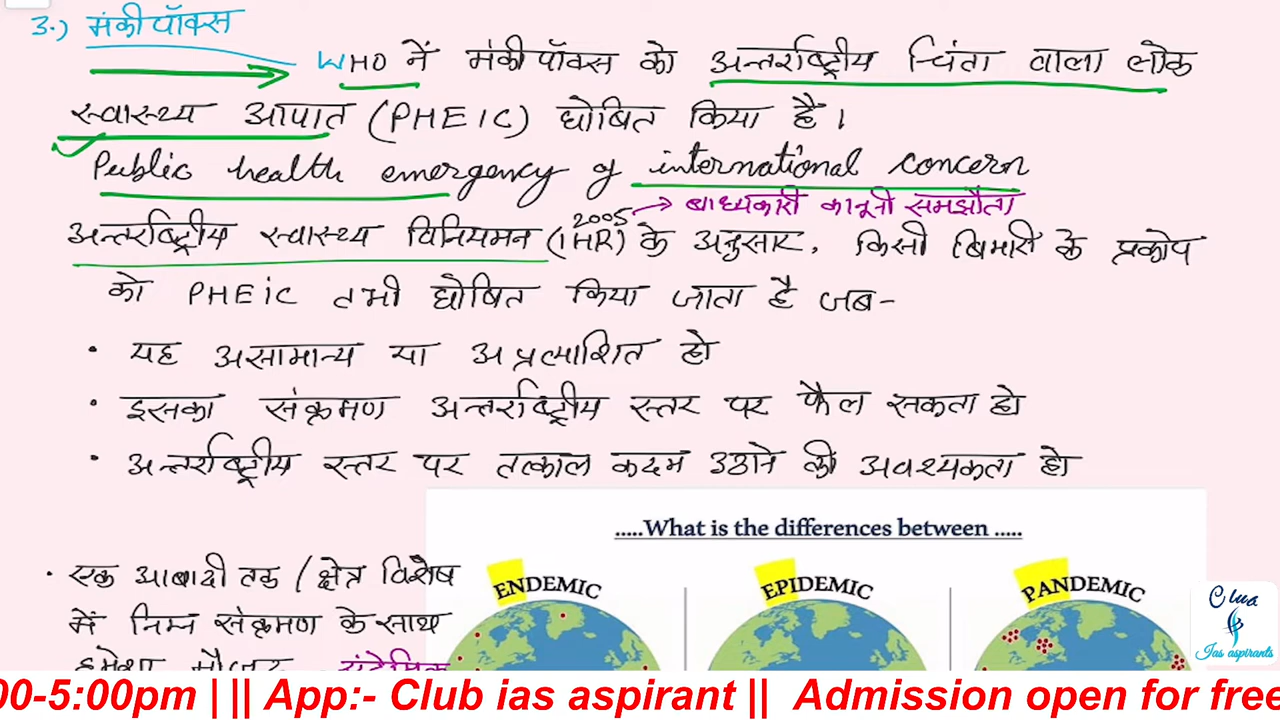 3.) मंकीपॉक्स
WHO नें मंकीपॉक्स को अन्तर्राष्ट्रीय चिंता वाला लोक
स्वास्थ्य आपात (PHEIC) घोषित किया है।
Public health emergency of international concern
2005 → बाध्यकारी कानूनी समझौता
अन्तर्राष्ट्रीय स्वास्थ्य विनियमन (IHR) के अनुसार, किसी बिमारी के प्रकोप
को PHEIC तभी घोषित किया जाता है जब-
• यह असामान्य या अप्रत्याशित हो
• इसका संक्रमण अन्तर्राष्ट्रीय स्तर पर फैल सकता हो
• अन्तर्राष्ट्रीय स्तर पर तत्काल कदम उठाने की अवश्यकता हो
.....What is the differences between .....
• एक आबादी तक / क्षेत्र विशेष
में निम्न संक्रमण के साथ
हमेशा मौजूद एंडेमिक
ENDEMIC EPIDEMIC PANDEMIC
Club
Ias aspirants
00-5:00pm | || App:- Club ias aspirant || Admission open for free